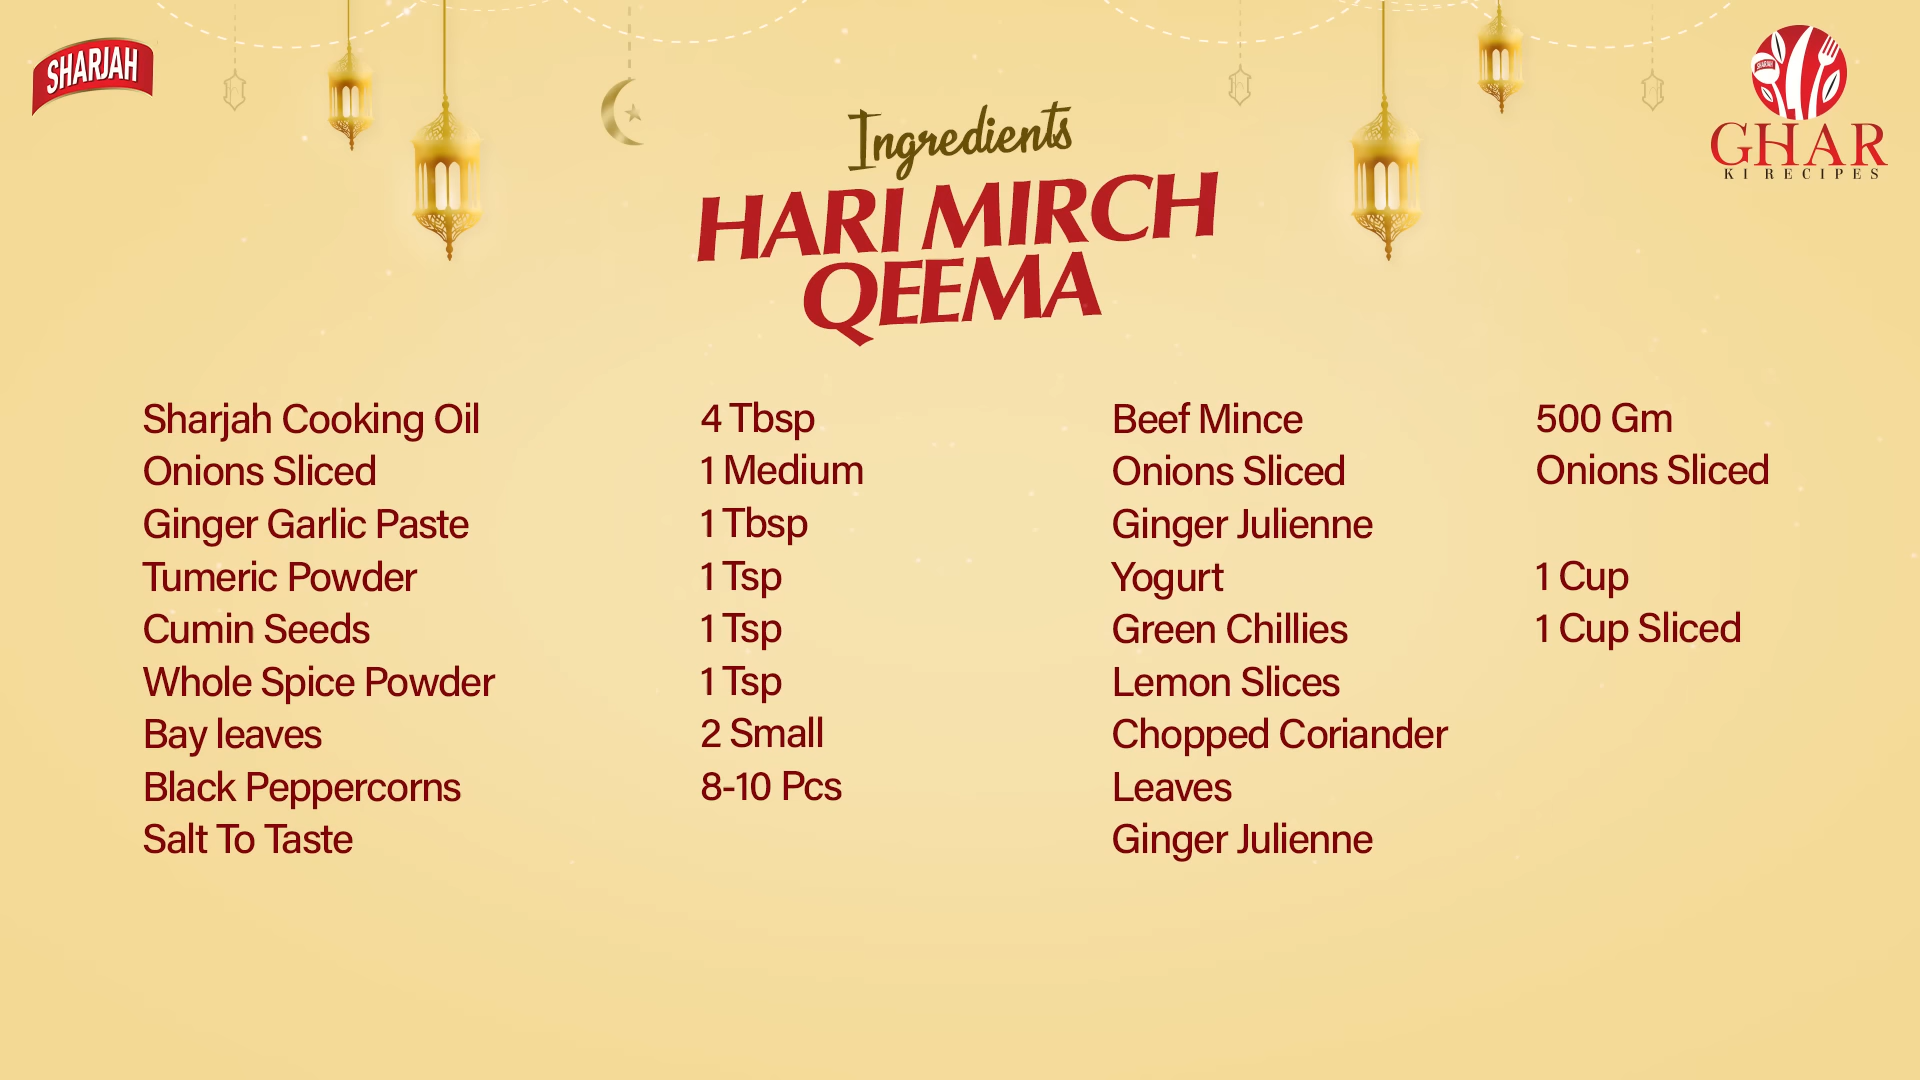 SHARJAH
SHARJAH
GHAR
KI RECIPES
Ingredients
HARI MIRCH
QEEMA
Sharjah Cooking Oil 4 Tbsp
Onions Sliced 1 Medium
Ginger Garlic Paste 1 Tbsp
Tumeric Powder 1 Tsp
Cumin Seeds 1 Tsp
Whole Spice Powder 1 Tsp
Bay leaves 2 Small
Black Peppercorns 8-10 Pcs
Salt To Taste
Beef Mince 500 Gm
Onions Sliced Onions Sliced
Ginger Julienne
Yogurt 1 Cup
Green Chillies 1 Cup Sliced
Lemon Slices
Chopped Coriander
Leaves
Ginger Julienne